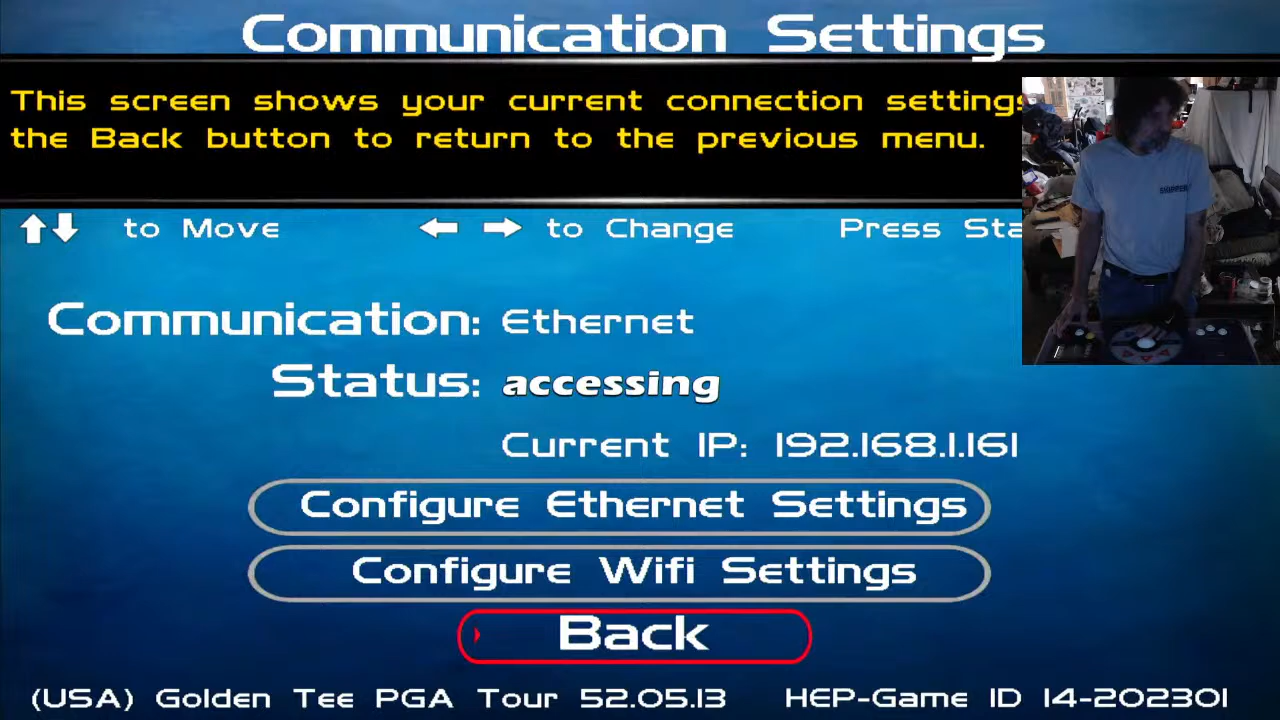 Communication Settings
This screen shows your current connection settings
the Back button to return to the previous menu.
to Move
to Change
Press Sta
Communication: Ethernet
Status: accessing
Current IP: 192.168.1.161
Configure Ethernet Settings
Configure Wifi Settings
Back
(USA) Golden Tee PGA Tour 52.05.13
HEP-Game ID 14-202301